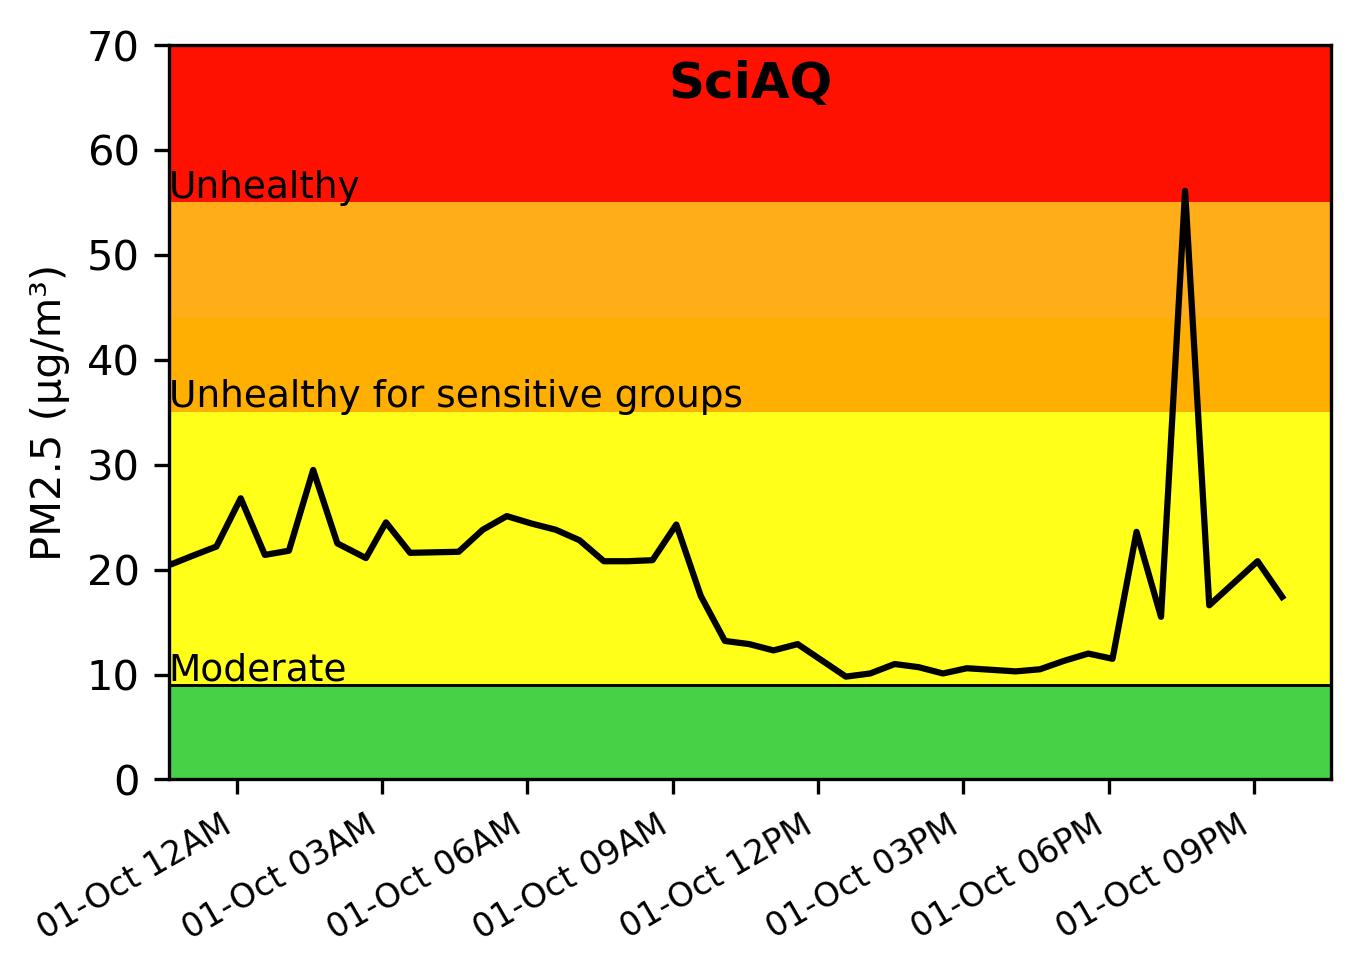 SciAQ
PM2.5 (µg/m³)
70
60
50
40
30
20
10
0
Unhealthy
Unhealthy for sensitive groups
Moderate
01-Oct 12AM
01-Oct 03AM
01-Oct 06AM
01-Oct 09AM
01-Oct 12PM
01-Oct 03PM
01-Oct 06PM
01-Oct 09PM